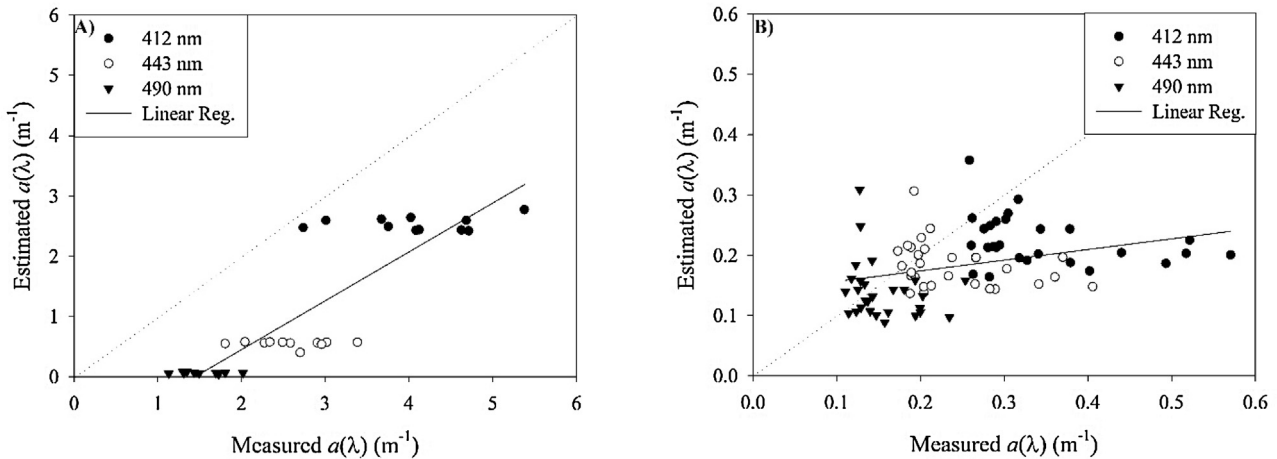 A)
412 nm
443 nm
490 nm
Linear Reg.
6
5
4
3
2
1
0
Estimated a(λ) (m⁻¹)
0 1 2 3 4 5 6
Measured a(λ) (m⁻¹)
B)
412 nm
443 nm
490 nm
Linear Reg.
0.6
0.5
0.4
0.3
0.2
0.1
0.0
Estimated a(λ) (m⁻¹)
0.0 0.1 0.2 0.3 0.4 0.5 0.6
Measured a(λ) (m⁻¹)